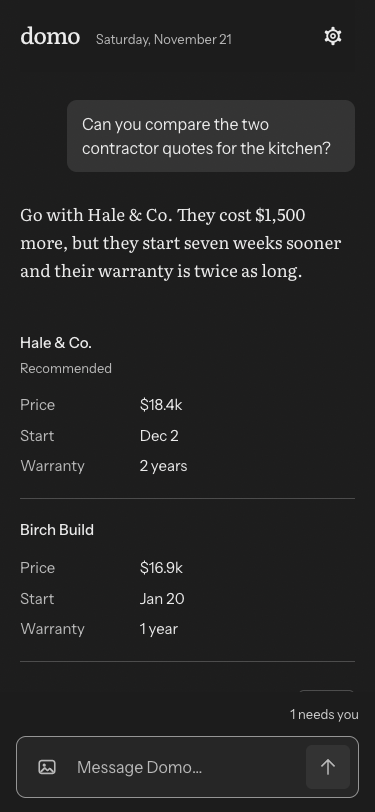 domo
Saturday, November 21
Can you compare the two
contractor quotes for the kitchen?
Go with Hale & Co. They cost $1,500
more, but they start seven weeks sooner
and their warranty is twice as long.
Hale & Co.
Recommended
Price $18.4k
Start Dec 2
Warranty 2 years
Birch Build
Price $16.9k
Start Jan 20
Warranty 1 year
1 needs you
Message Domo...